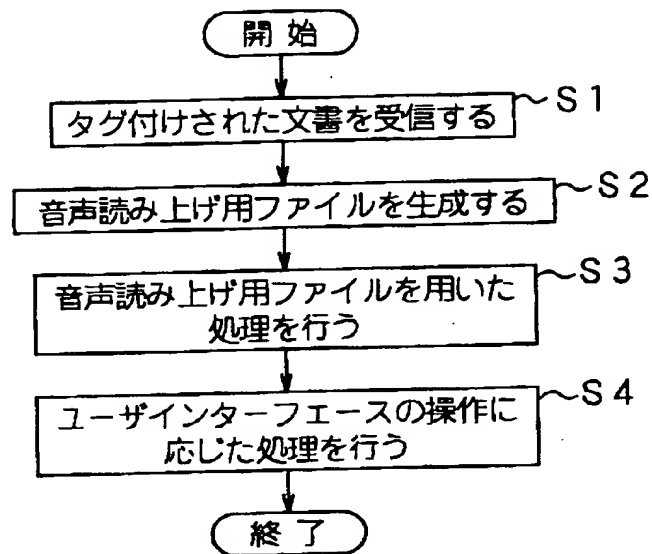 開始
タグ付けされた文書を受信する
S1
音声読み上げ用ファイルを生成する
S2
音声読み上げ用ファイルを用いた
処理を行う
S3
ユーザインターフェースの操作に
応じた処理を行う
S4
終了